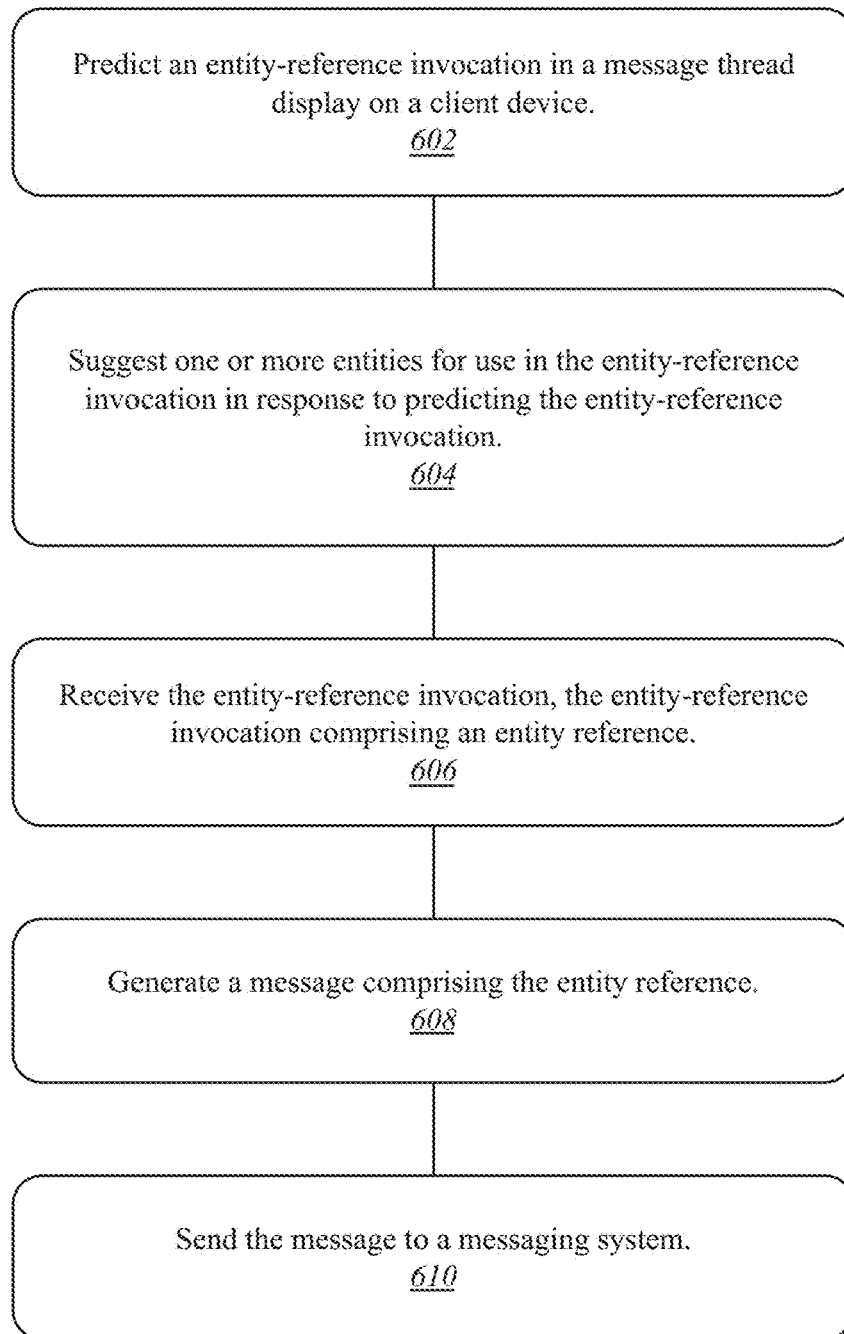 Predict an entity-reference invocation in a message thread
display on a client device.
602
Suggest one or more entities for use in the entity-reference
invocation in response to predicting the entity-reference
invocation.
604
Receive the entity-reference invocation, the entity-reference
invocation comprising an entity reference.
606
Generate a message comprising the entity reference.
608
Send the message to a messaging system.
610